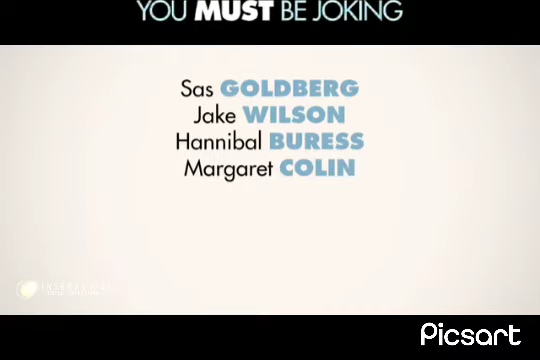 YOU MUST BE JOKING
Sas GOLDBERG
Jake WILSON
Hannibal BURESS
Margaret COLIN
Picsart